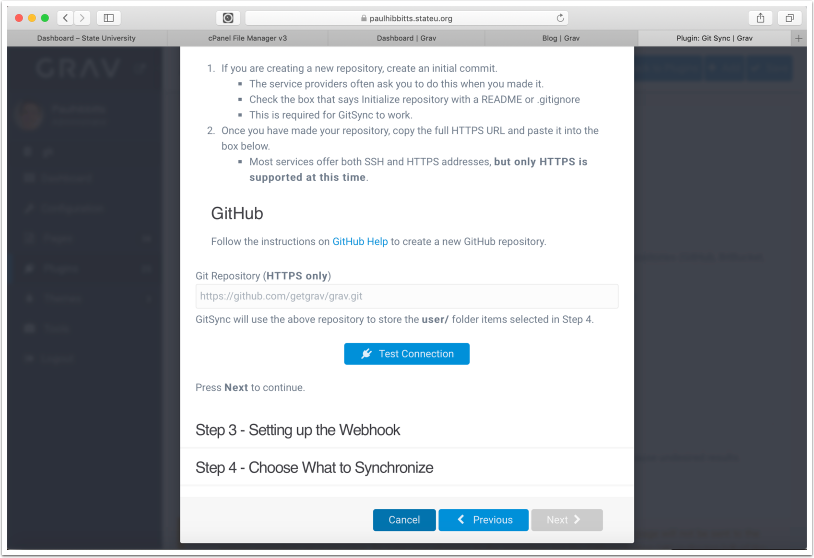 paulhibbitts.stateu.org
Dashboard – State University
cPanel File Manager v3
Dashboard | Grav
Blog | Grav
Plugin: Git Sync | Grav
GRAV
1. If you are creating a new repository, create an initial commit.
▪ The service providers often ask you to do this when you made it.
▪ Check the box that says Initialize repository with a README or .gitignore
▪ This is required for GitSync to work.
2. Once you have made your repository, copy the full HTTPS URL and paste it into the
box below.
▪ Most services offer both SSH and HTTPS addresses, but only HTTPS is
supported at this time.
GitHub
Follow the instructions on GitHub Help to create a new GitHub repository.
Git Repository (HTTPS only)
https://github.com/getgrav/grav.git
GitSync will use the above repository to store the user/ folder items selected in Step 4.
Test Connection
Press Next to continue.
Step 3 - Setting up the Webhook
Step 4 - Choose What to Synchronize
Cancel
Previous
Next